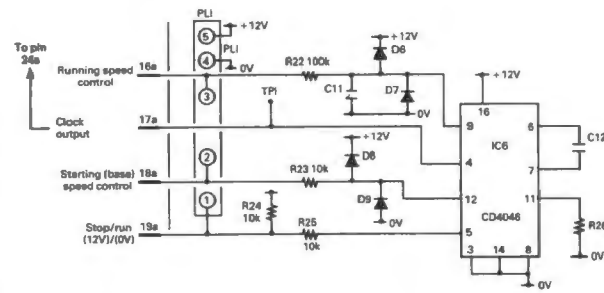 PLI
5
+12V
4
PLI
0V
3
2
1
To pin
24a
Running speed
control
16a
Clock
output
17a
Starting (base)
speed control
18a
Stop/run
(12V)/(0V)
19a
R22 100k
+12V
D6
C11
D7
0V
TPI
+12V
D8
R23 10k
D9
0V
R24
10k
R25
10k
+12V
16
9
6
C12
IC6
4
7
12
11
CD4046
R26
5
3
14
8
0V
0V